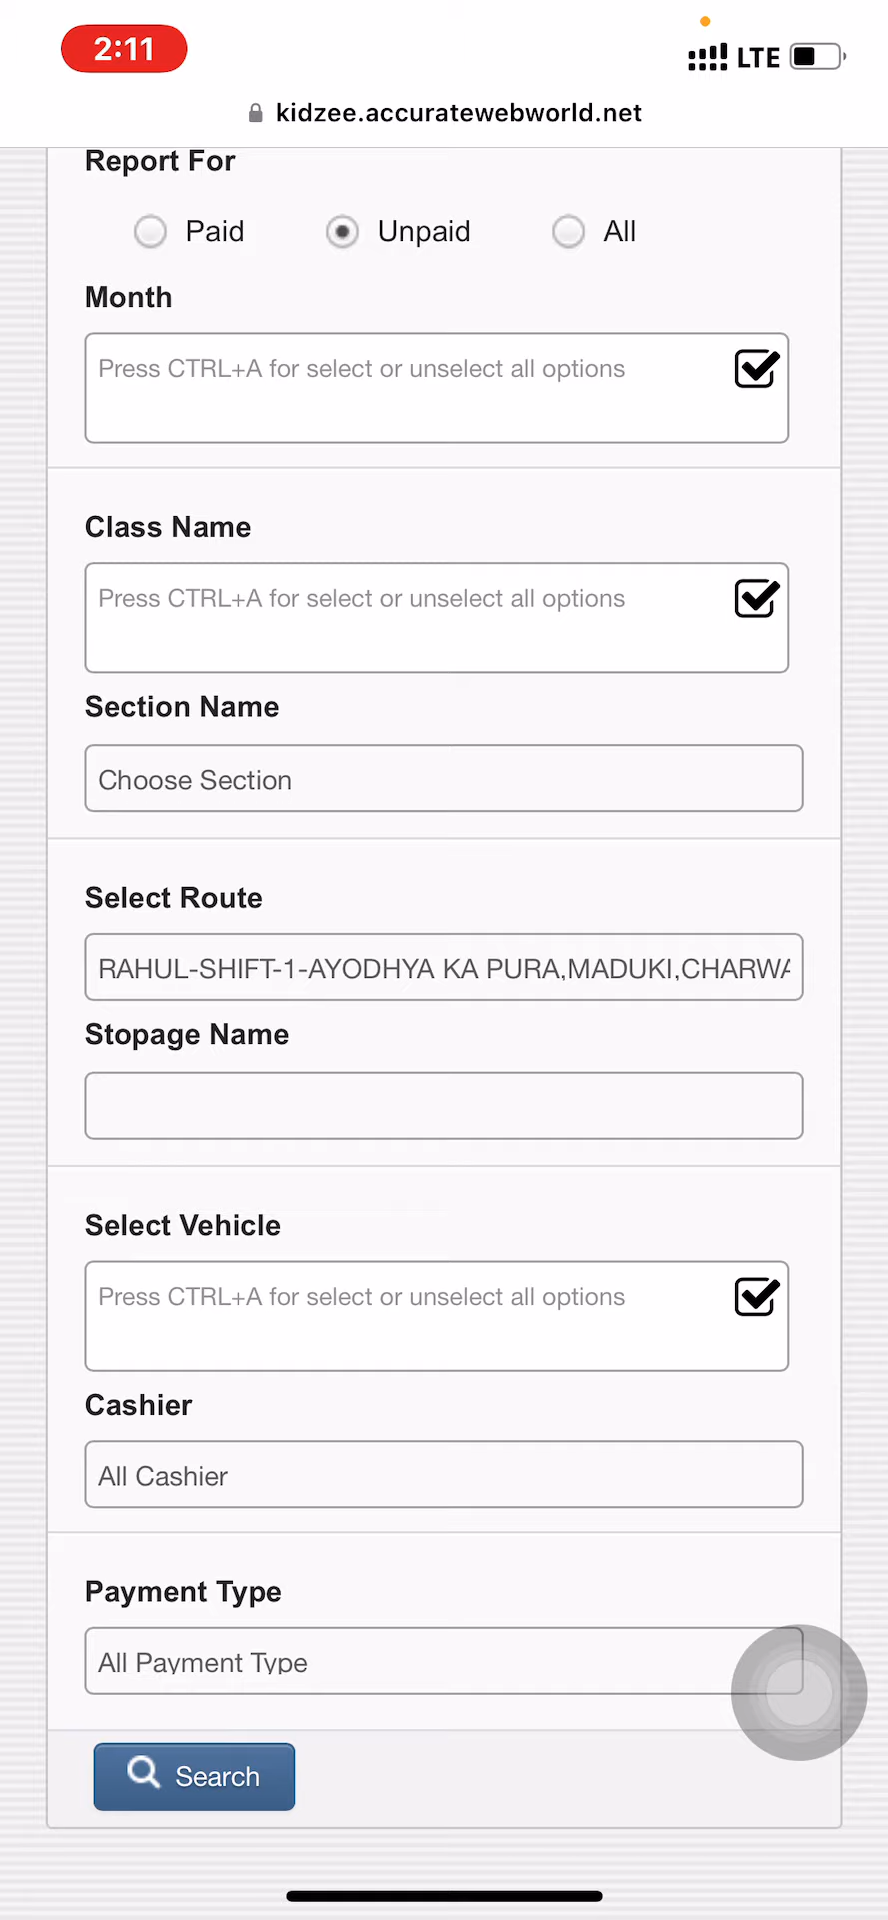 2:11
LTE
kidzee.accuratewebworld.net
Report For
Paid
Unpaid
All
Month
Press CTRL+A for select or unselect all options
Class Name
Press CTRL+A for select or unselect all options
Section Name
Choose Section
Select Route
RAHUL-SHIFT-1-AYODHYA KA PURA,MADUKI,CHARWA
Stopage Name
Select Vehicle
Press CTRL+A for select or unselect all options
Cashier
All Cashier
Payment Type
All Payment Type
Search